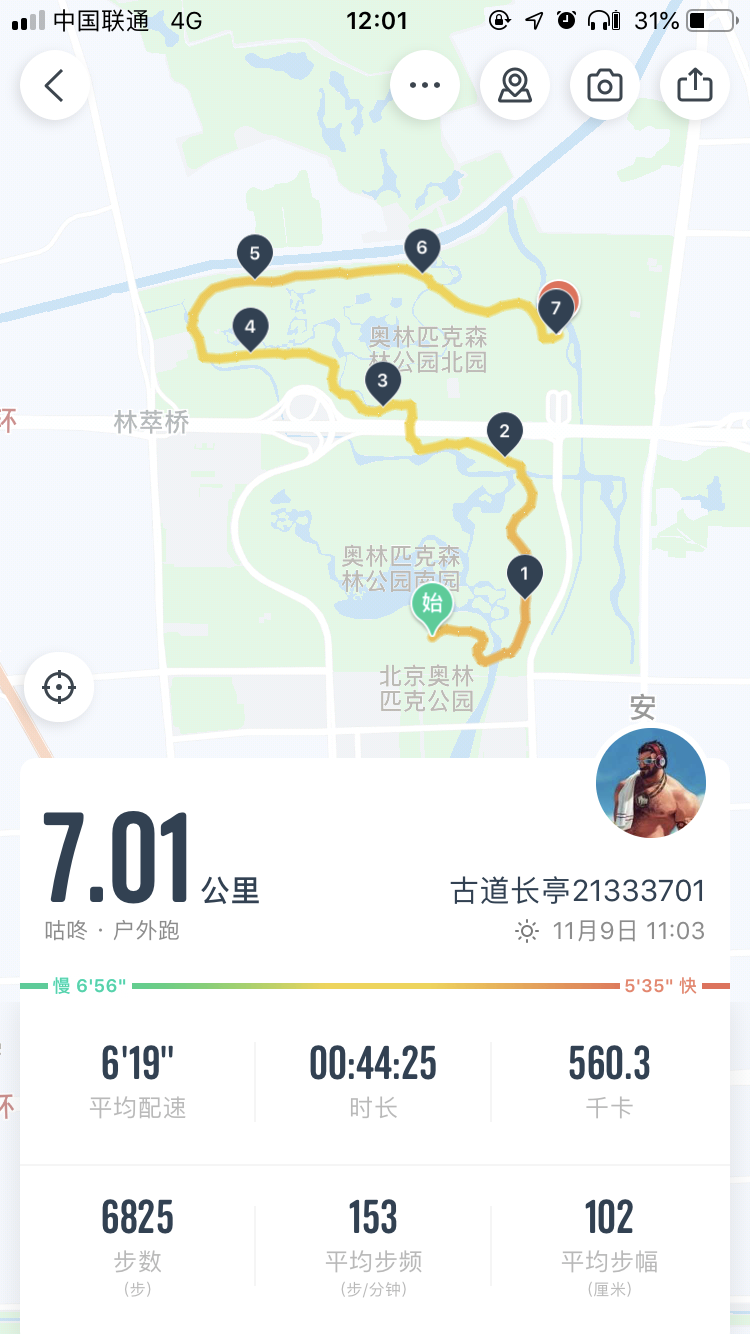 中国联通 4G 12:01 31%
5
6
7
4
奥林匹克森
林公园北园
3
环
林萃桥
2
奥林匹克森
林公园南园
1
始
北京奥林
匹克公园
安
7.01 公里
古道长亭21333701
咕咚 · 户外跑
11月9日 11:03
慢 6'56"
5'35" 快
6'19"
00:44:25
560.3
平均配速
时长
千卡
环
6825
153
102
步数
平均步频
平均步幅
(步)
(步/分钟)
(厘米)